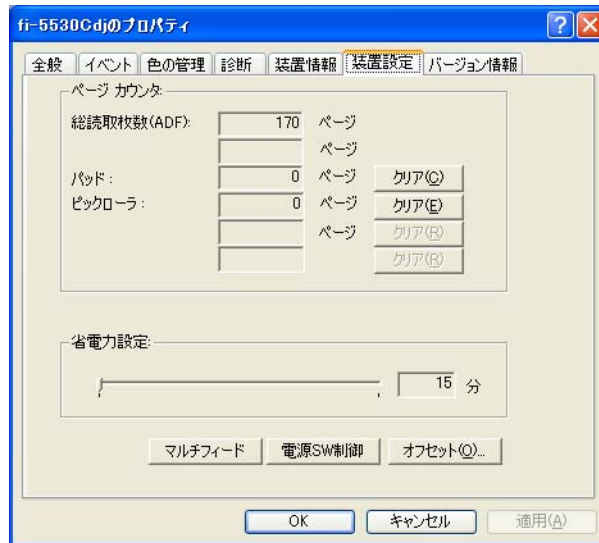 fi-5530Cdjのプロパティ
全般 イベント 色の管理 診断 装置情報 装置設定 バージョン情報
ページ カウンタ:
総読取枚数(ADF): 170 ページ
ページ
パッド: 0 ページ クリア(C)
ピックローラ: 0 ページ クリア(E)
ページ クリア(R)
クリア(R)
省電力設定:
15 分
マルチフィード 電源SW制御 オフセット(O)...
OK キャンセル 適用(A)